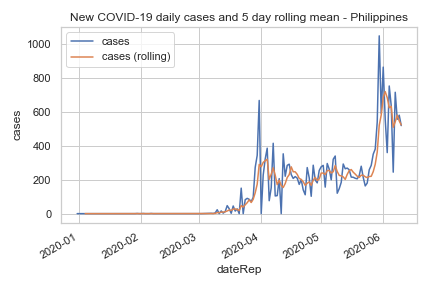 New COVID-19 daily cases and 5 day rolling mean - Philippines
cases
cases (rolling)
1000
800
600
400
200
0
cases
2020-01
2020-02
2020-03
2020-04
2020-05
2020-06
dateRep